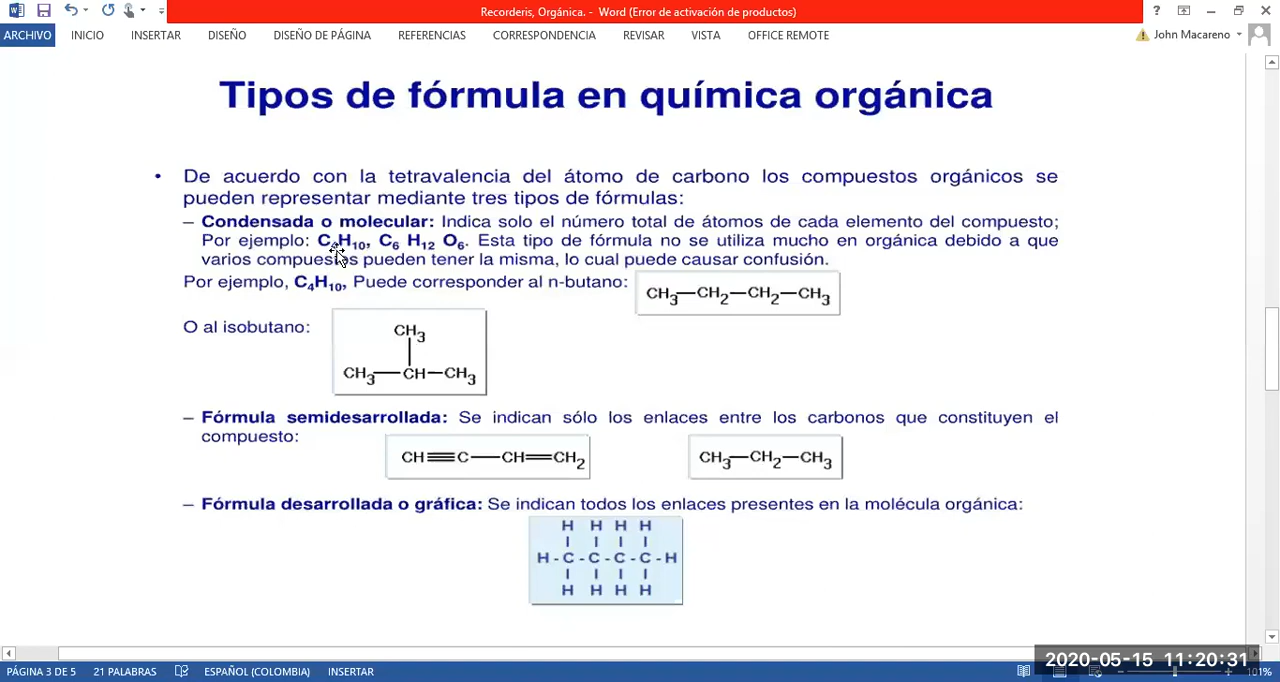 Recorderis, Orgánica. - Word (Error de activación de productos)
?
ARCHIVO INICIO INSERTAR DISEÑO DISEÑO DE PÁGINA REFERENCIAS CORRESPONDENCIA REVISAR VISTA OFFICE REMOTE John Macareno
Tipos de fórmula en química orgánica
• De acuerdo con la tetravalencia del átomo de carbono los compuestos orgánicos se
pueden representar mediante tres tipos de fórmulas:
– Condensada o molecular: Indica solo el número total de átomos de cada elemento del compuesto;
Por ejemplo: C₄H₁₀, C₆ H₁₂ O₆. Esta tipo de fórmula no se utiliza mucho en orgánica debido a que
varios compuestos pueden tener la misma, lo cual puede causar confusión.
Por ejemplo, C₄H₁₀, Puede corresponder al n-butano: CH₃—CH₂—CH₂—CH₃
O al isobutano:
CH₃
|
CH₃—CH—CH₃
– Fórmula semidesarrollada: Se indican sólo los enlaces entre los carbonos que constituyen el
compuesto:
CH≡C—CH=CH₂ CH₃—CH₂—CH₃
– Fórmula desarrollada o gráfica: Se indican todos los enlaces presentes en la molécula orgánica:
H H H H
| | | |
H-C-C-C-C-H
| | | |
H H H H
2020-05-15 11:20:31
PÁGINA 3 DE 5 21 PALABRAS ESPAÑOL (COLOMBIA) INSERTAR 101%